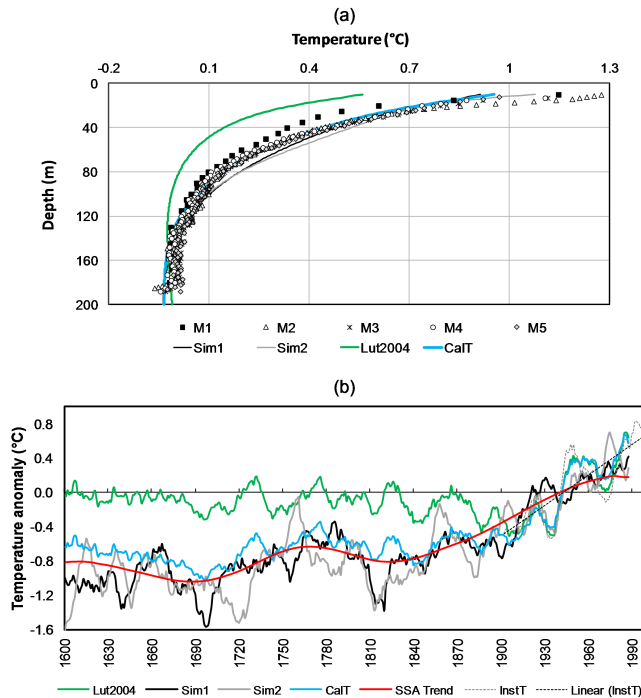 (a)
Temperature (°C)
-0.2 0.1 0.4 0.7 1 1.3
0
40
80
120
160
200
Depth (m)
M1 M2 M3 M4 M5
Sim1 Sim2 Lut2004 CalT
(b)
0.8
0.4
0.0
-0.4
-0.8
-1.2
-1.6
Temperature anomaly (°C)
1600 1630 1660 1690 1720 1750 1780 1810 1840 1870 1900 1930 1960 1990
Lut2004 Sim1 Sim2 CalT SSA Trend InstT Linear (InstT)